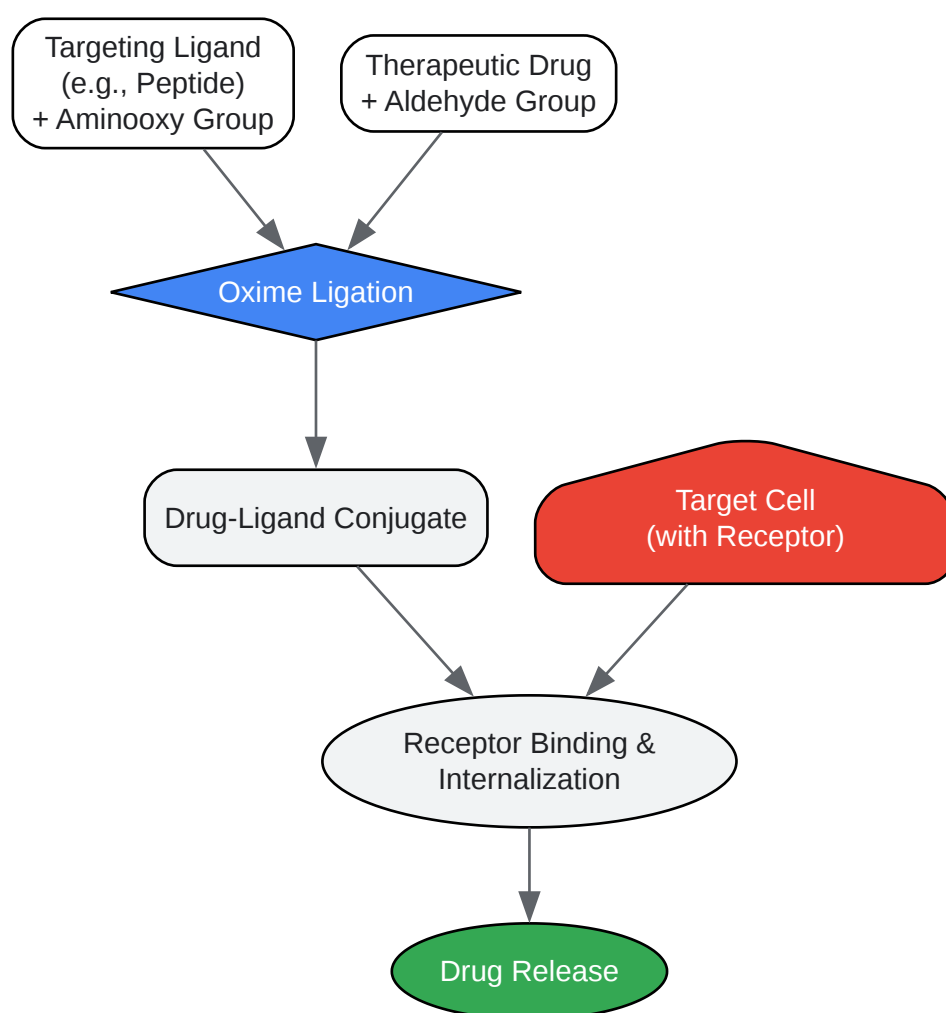 Targeting Ligand
(e.g., Peptide)
+ Aminooxy Group
Therapeutic Drug
+ Aldehyde Group
Oxime Ligation
Drug-Ligand Conjugate
Target Cell
(with Receptor)
Receptor Binding &
Internalization
Drug Release